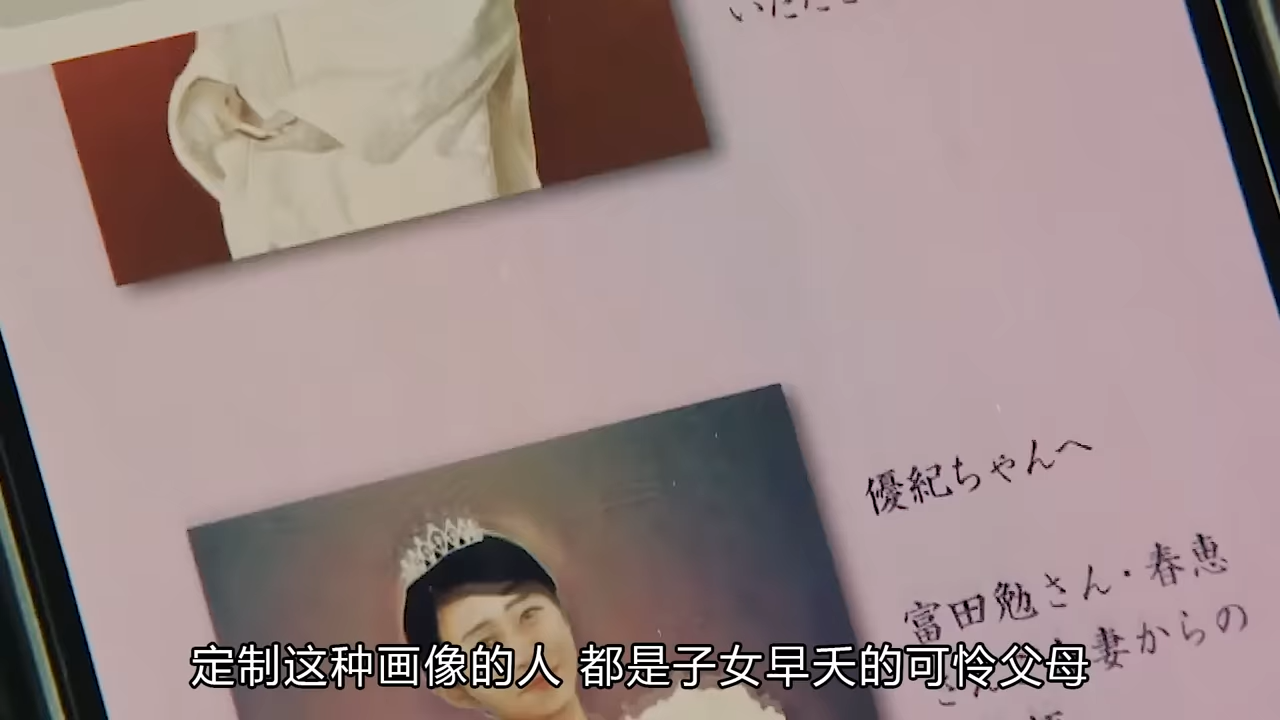 優紀ちゃんへ
富田勉さん・春恵
妻からの
定制这种画像的人 都是子女早夭的可怜父母